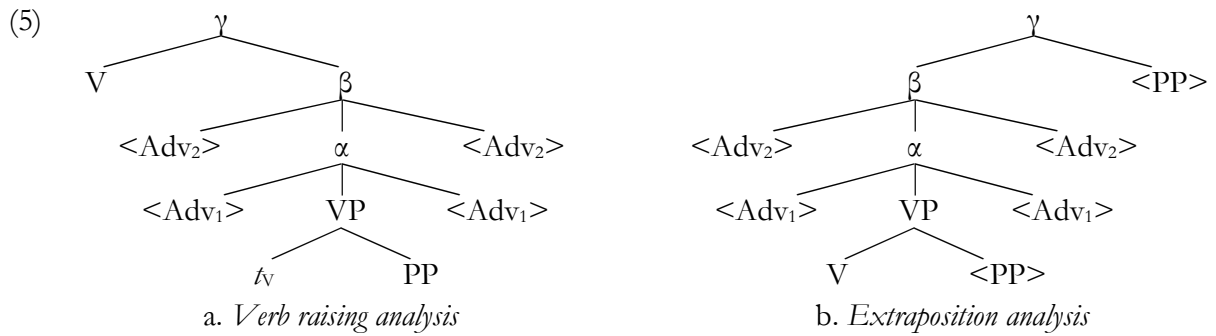 (5) γ γ
V β β <PP>
<Adv₂> α <Adv₂> <Adv₂> α <Adv₂>
<Adv₁> VP <Adv₁> <Adv₁> VP <Adv₁>
tᵥ PP V <PP>
a. Verb raising analysis b. Extraposition analysis